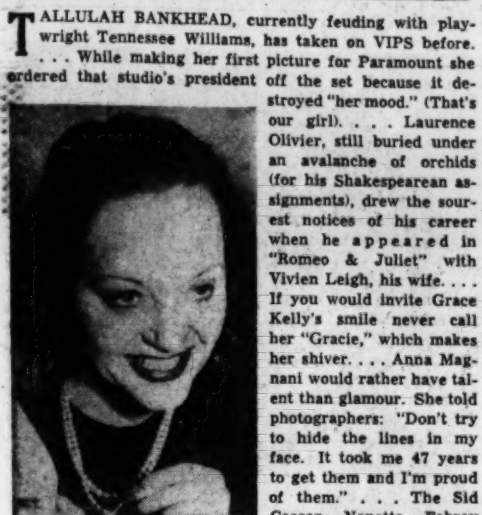 TALLULAH BANKHEAD, currently feuding with play-
wright Tennessee Williams, has taken on VIPS before.
. . . While making her first picture for Paramount she
ordered that studio's president off the set because it de-
stroyed "her mood." (That's
our girl). . . . Laurence
Olivier, still buried under
an avalanche of orchids
(for his Shakespearean as-
signments), drew the sour-
est notices of his career
when he appeared in
"Romeo & Juliet" with
Vivien Leigh, his wife. . . .
If you would invite Grace
Kelly's smile never call
her "Gracie," which makes
her shiver. . . . Anna Mag-
nani would rather have tal-
ent than glamour. She told
photographers: "Don't try
to hide the lines in my
face. It took me 47 years
to get them and I'm proud
of them." . . . The Sid